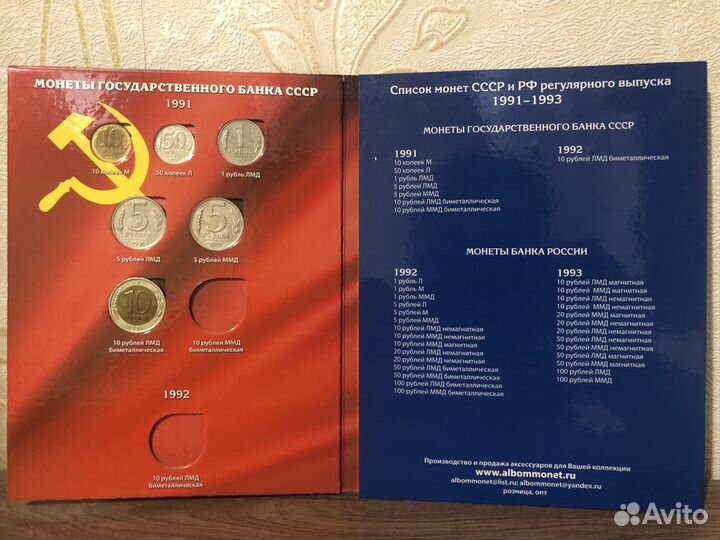 МОНЕТЫ ГОСУДАРСТВЕННОГО БАНКА СССР
1991
10
50
1
10 копеек М
50 копеек Л
1 рубль ЛМД
5
РУБЛЕЙ
1991
5
РУБЛЕЙ
1991
5 рублей ЛМД
5 рублей ММД
10
10 рублей ЛМД
биметаллическая
10 рублей ММД
биметаллическая
1992
10 рублей ЛМД
биметаллическая
Список монет СССР и РФ регулярного выпуска
1991–1993
МОНЕТЫ ГОСУДАРСТВЕННОГО БАНКА СССР
1991
10 копеек М
50 копеек Л
1 рубль ЛМД
5 рублей ЛМД
5 рублей ММД
10 рублей ЛМД биметаллическая
10 рублей ММД биметаллическая
1992
10 рублей ЛМД биметаллическая
МОНЕТЫ БАНКА РОССИИ
1992
1 рубль Л
1 рубль М
1 рубль ММД
5 рублей Л
5 рублей М
5 рублей ММД
10 рублей ЛМД немагнитная
10 рублей ММД немагнитная
10 рублей ММД магнитная
20 рублей ЛМД немагнитная
20 рублей ММД немагнитная
50 рублей ЛМД биметаллическая
50 рублей ММД биметаллическая
100 рублей ЛМД биметаллическая
100 рублей ММД биметаллическая
1993
10 рублей ЛМД магнитная
10 рублей ММД магнитная
10 рублей ЛМД немагнитная
10 рублей ММД немагнитная
20 рублей ММД магнитная
20 рублей ЛМД немагнитная
20 рублей ММД немагнитная
50 рублей ЛМД немагнитная
50 рублей ММД немагнитная
50 рублей ЛМД магнитная
50 рублей ММД магнитная
100 рублей ЛМД
100 рублей ММД
Производство и продажа аксессуаров для Вашей коллекции
www.albommonet.ru
albommonet@list.ru; albommonet@yandex.ru
розница, опт
Avito